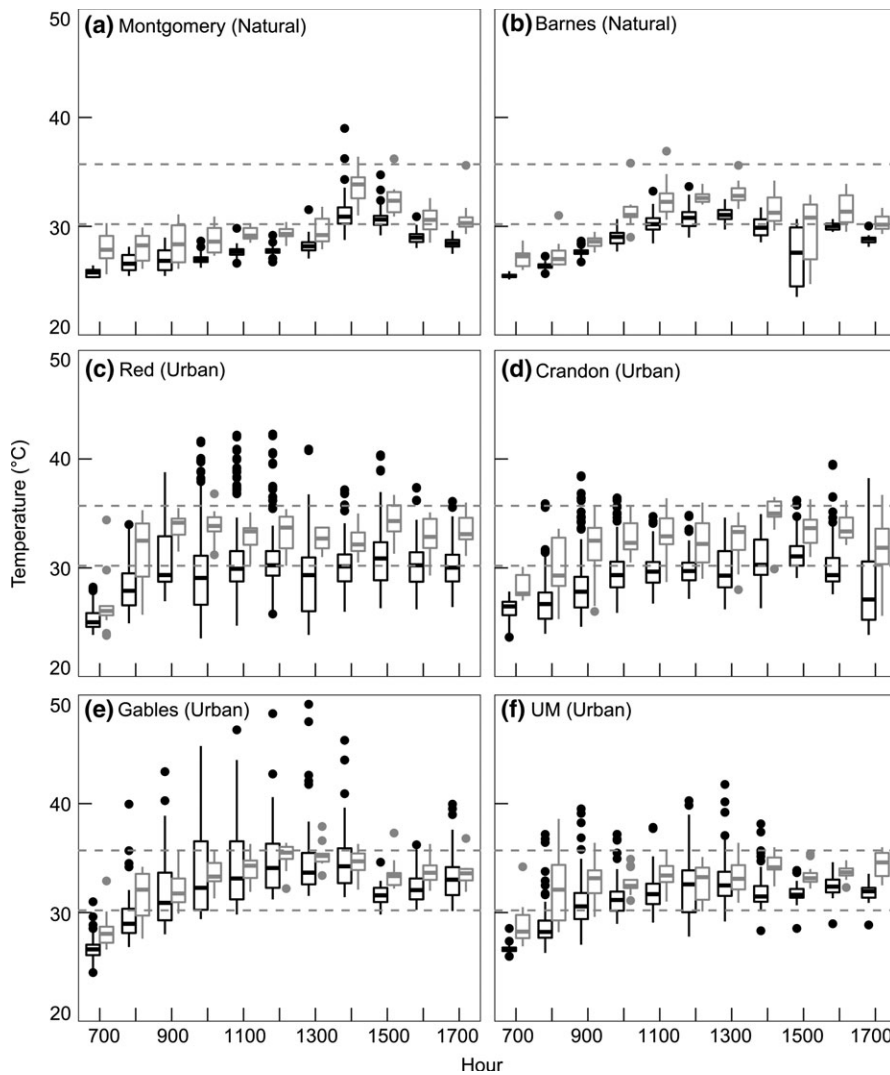 (a) Montgomery (Natural)
(b) Barnes (Natural)
50
40
30
20
(c) Red (Urban)
(d) Crandon (Urban)
50
40
30
20
Temperature (°C)
(e) Gables (Urban)
(f) UM (Urban)
50
40
30
20
700 900 1100 1300 1500 1700
700 900 1100 1300 1500 1700
Hour